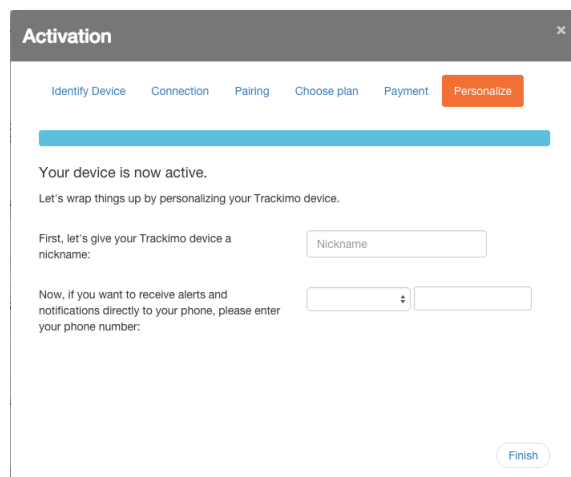 Activation
×
Identify Device Connection Pairing Choose plan Payment Personalize
Your device is now active.
Let's wrap things up by personalizing your Trackimo device.
First, let's give your Trackimo device a
nickname:
Nickname
Now, if you want to receive alerts and
notifications directly to your phone, please enter
your phone number:
Finish